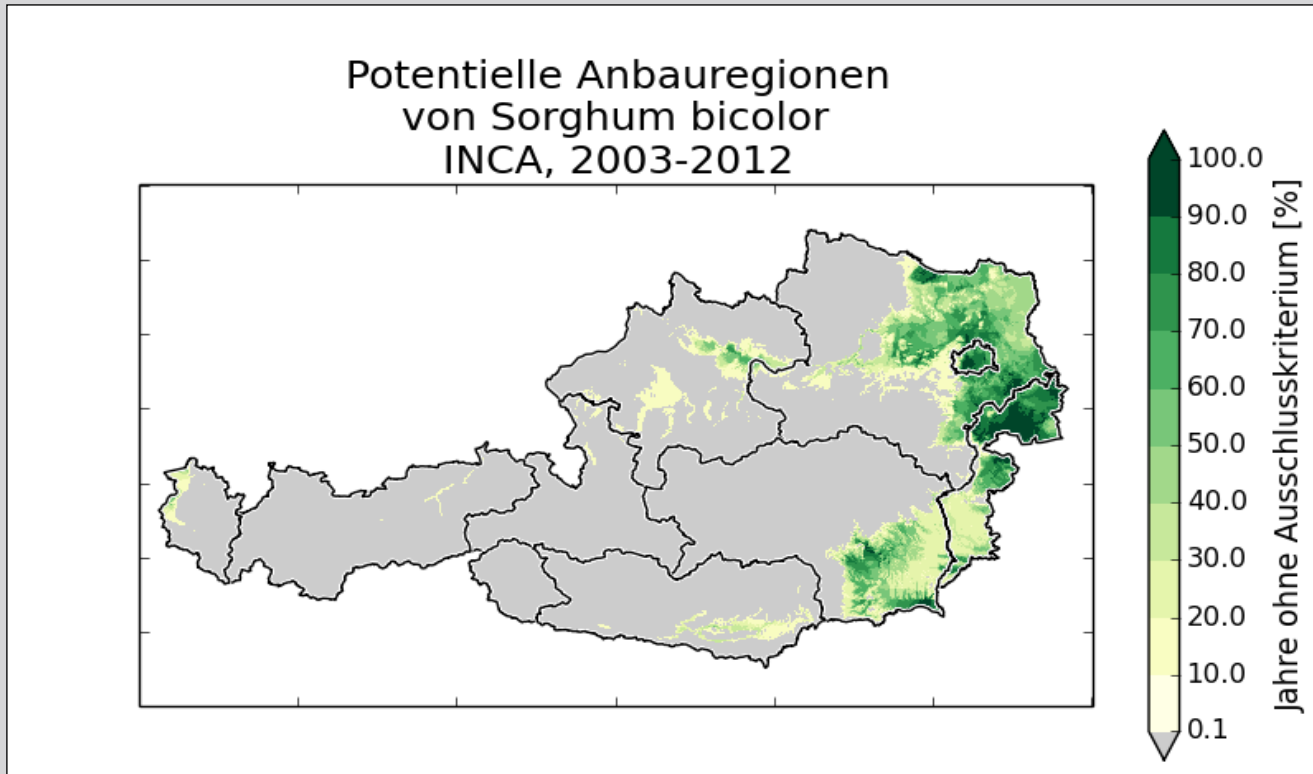 Potentielle Anbauregionen
von Sorghum bicolor
INCA, 2003-2012
100.0
90.0
80.0
70.0
60.0
50.0
40.0
30.0
20.0
10.0
0.1
Jahre ohne Ausschlusskriterium [%]